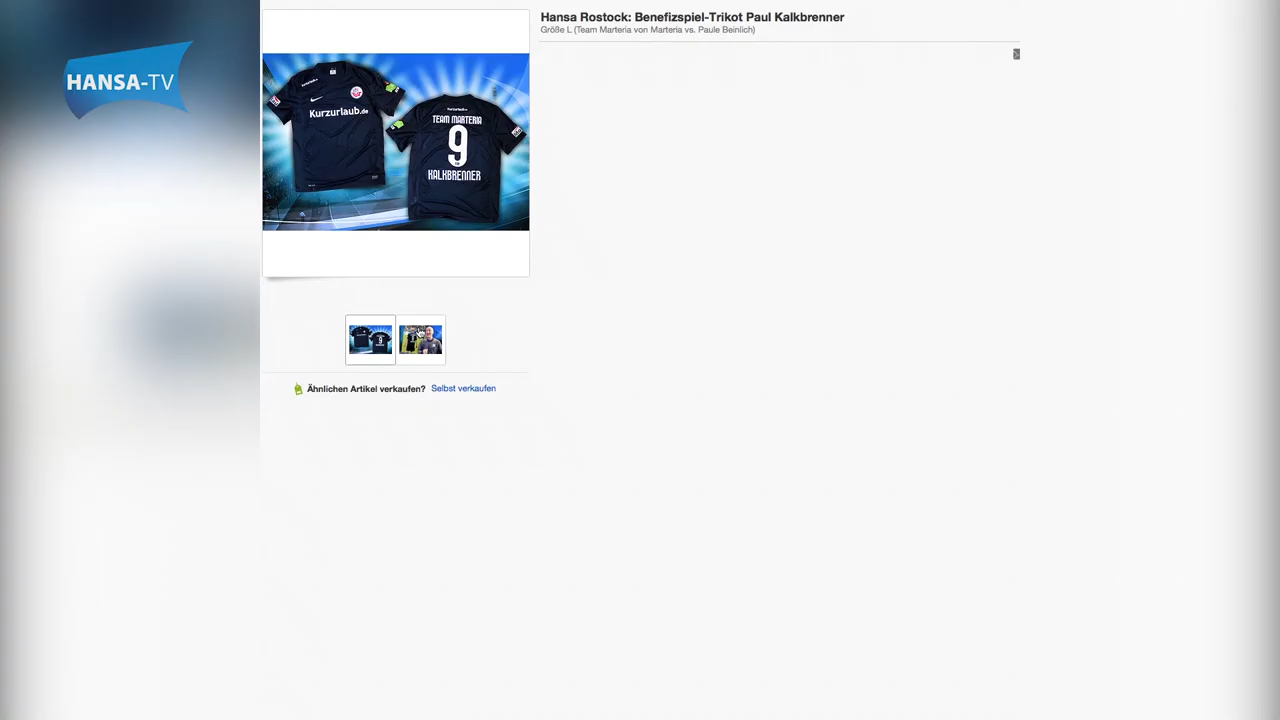 HANSA-TV
Hansa Rostock: Benefizspiel-Trikot Paul Kalkbrenner
Größe L (Team Marteria von Marteria vs. Paule Beinlich)
Kurzurlaub.de
TEAM MARTERIA
9
KALKBRENNER
Ähnlichen Artikel verkaufen? Selbst verkaufen